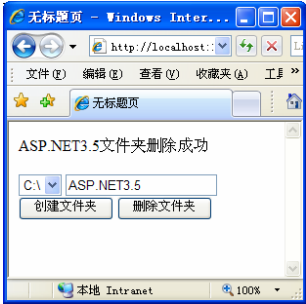 无标题页 - Windows Inter...
http://localhost:
文件(F) 编辑(E) 查看(V) 收藏夹(A) 工具 »
无标题页
ASP.NET3.5文件夹删除成功
C:\ ASP.NET3.5
创建文件夹 删除文件夹
本地 Intranet 100%